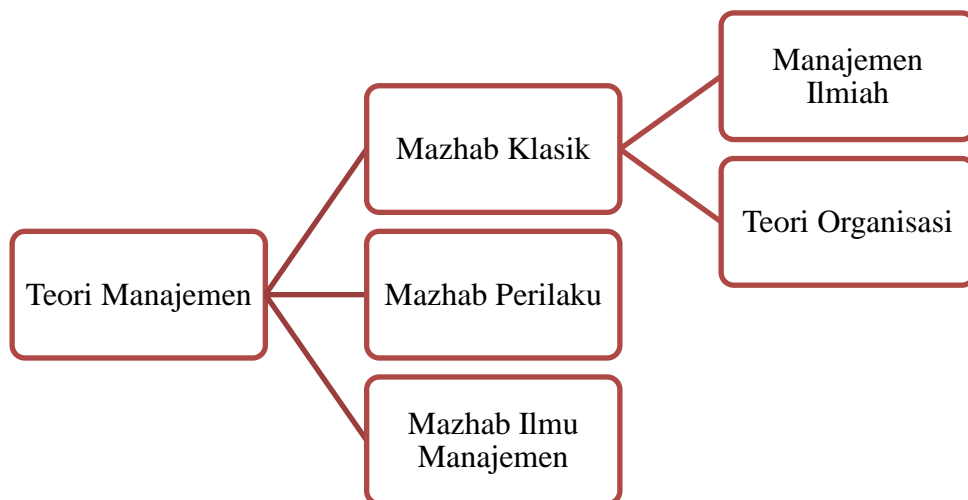 Teori Manajemen
Mazhab Klasik
Manajemen
Ilmiah
Teori Organisasi
Mazhab Perilaku
Mazhab Ilmu
Manajemen